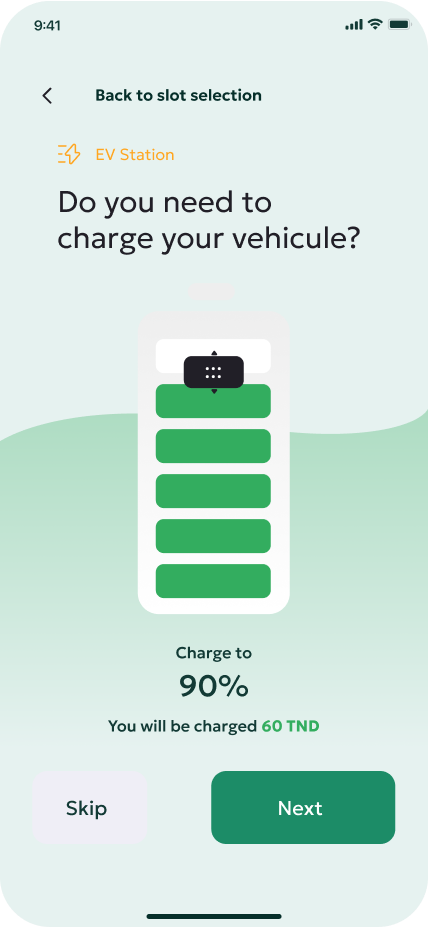 9:41
Back to slot selection
EV Station
Do you need to
charge your vehicule?
Charge to
90%
You will be charged 60 TND
Skip
Next